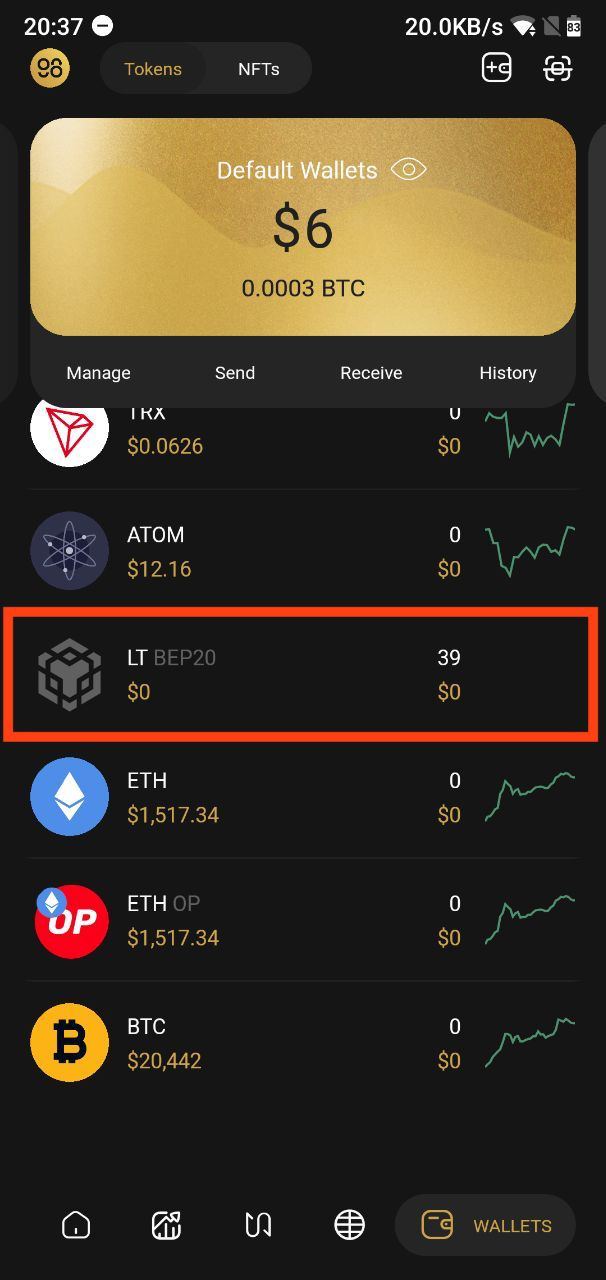 20:37 20.0KB/s 83
98 Tokens NFTs
Default Wallets
$6
0.0003 BTC
Manage Send Receive History
TRX 0
$0.0626 $0
ATOM 0
$12.16 $0
LT BEP20 39
$0 $0
ETH 0
$1,517.34 $0
OP ETH OP 0
$1,517.34 $0
BTC 0
$20,442 $0
WALLETS